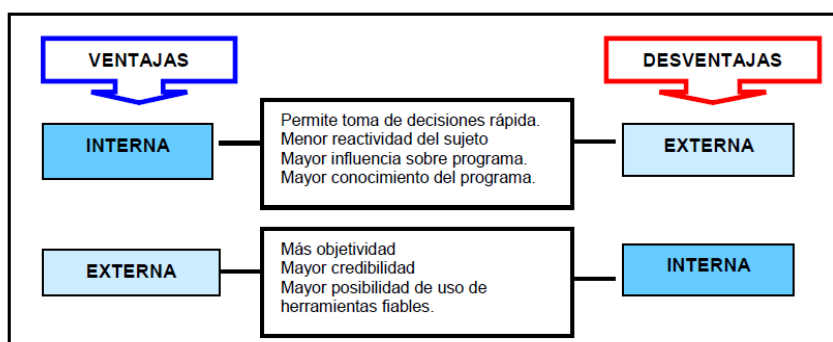 VENTAJAS
DESVENTAJAS
INTERNA
Permite toma de decisiones rápida.
Menor reactividad del sujeto
Mayor influencia sobre programa.
Mayor conocimiento del programa.
EXTERNA
EXTERNA
Más objetividad
Mayor credibilidad
Mayor posibilidad de uso de
herramientas fiables.
INTERNA